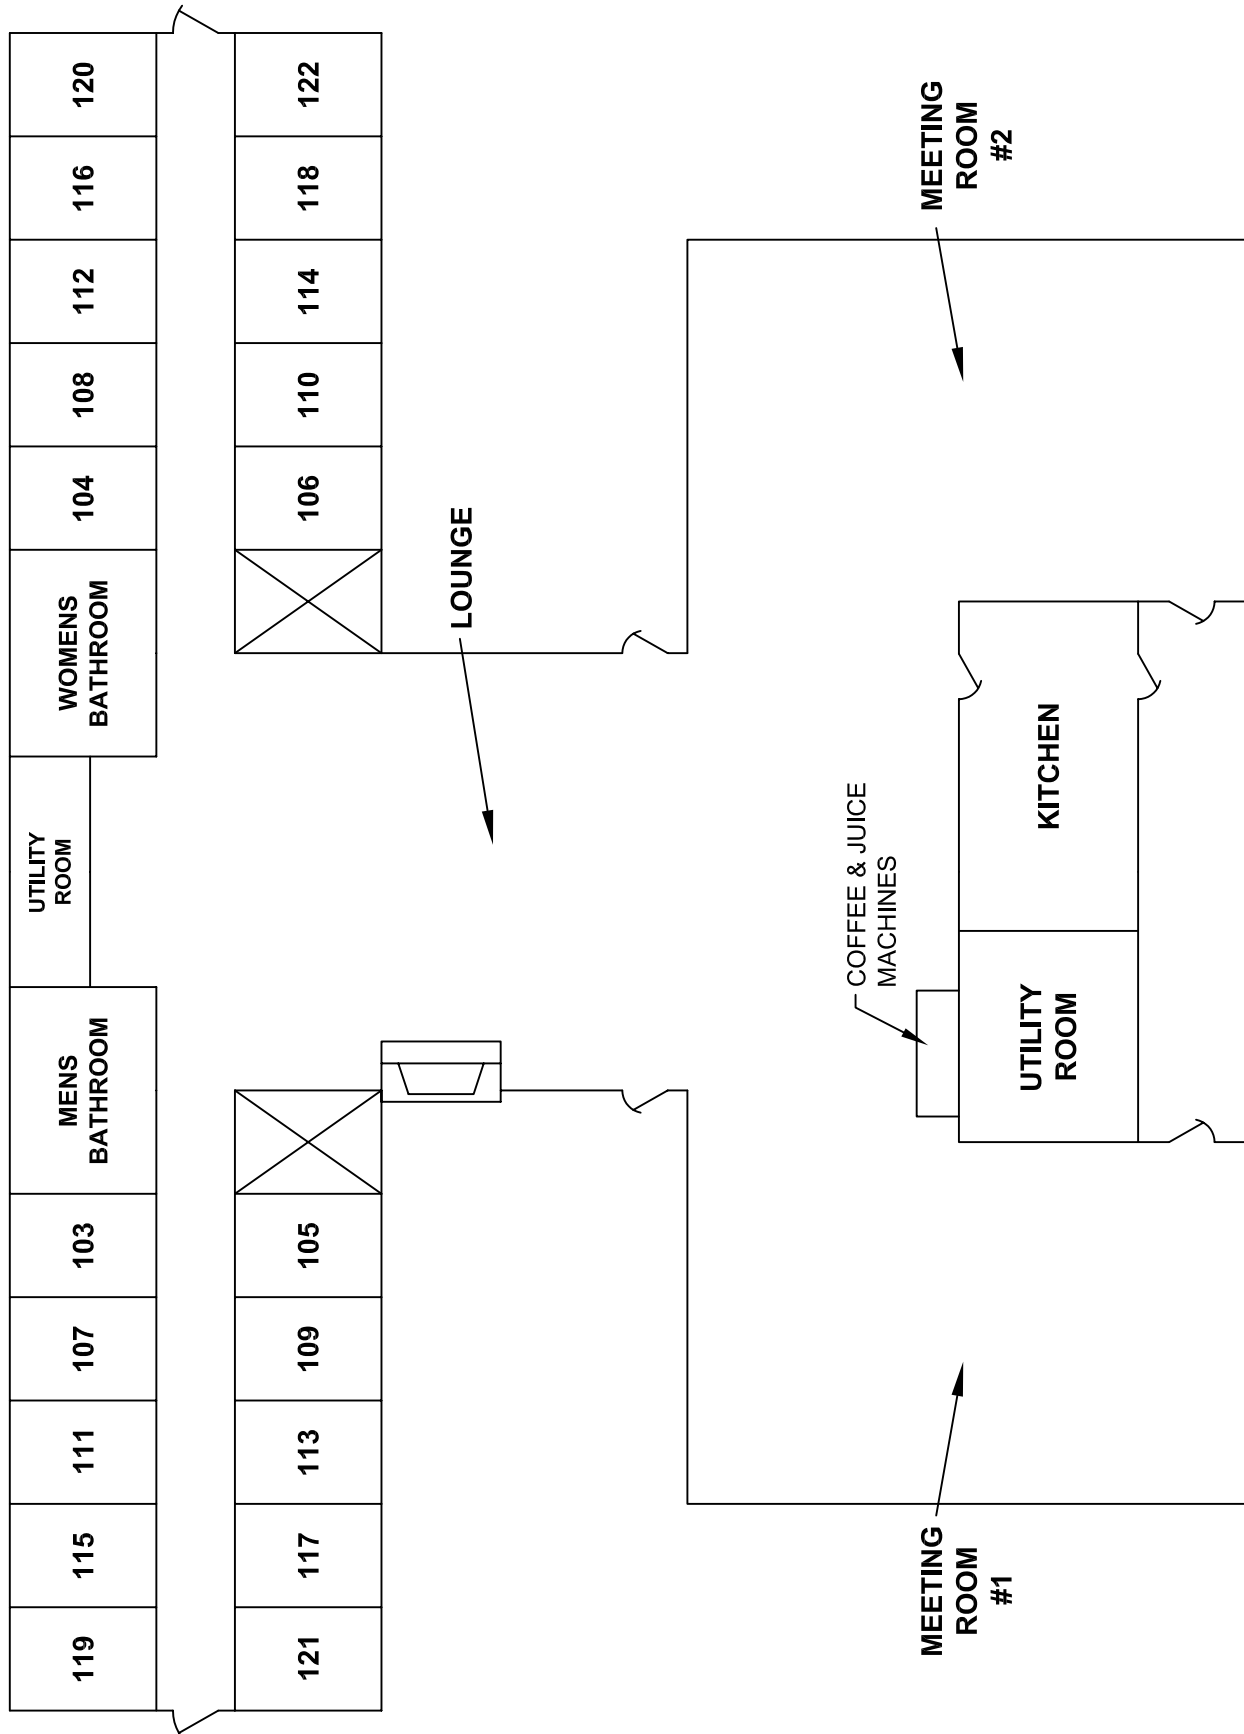 119
115
111
107
103
MENS
BATHROOM
UTILITY
ROOM
WOMENS
BATHROOM
104
108
112
116
120
121
117
113
109
105
106
110
114
118
122
LOUNGE
COFFEE & JUICE
MACHINES
MEETING
ROOM
#1
MEETING
ROOM
#2
UTILITY
ROOM
KITCHEN